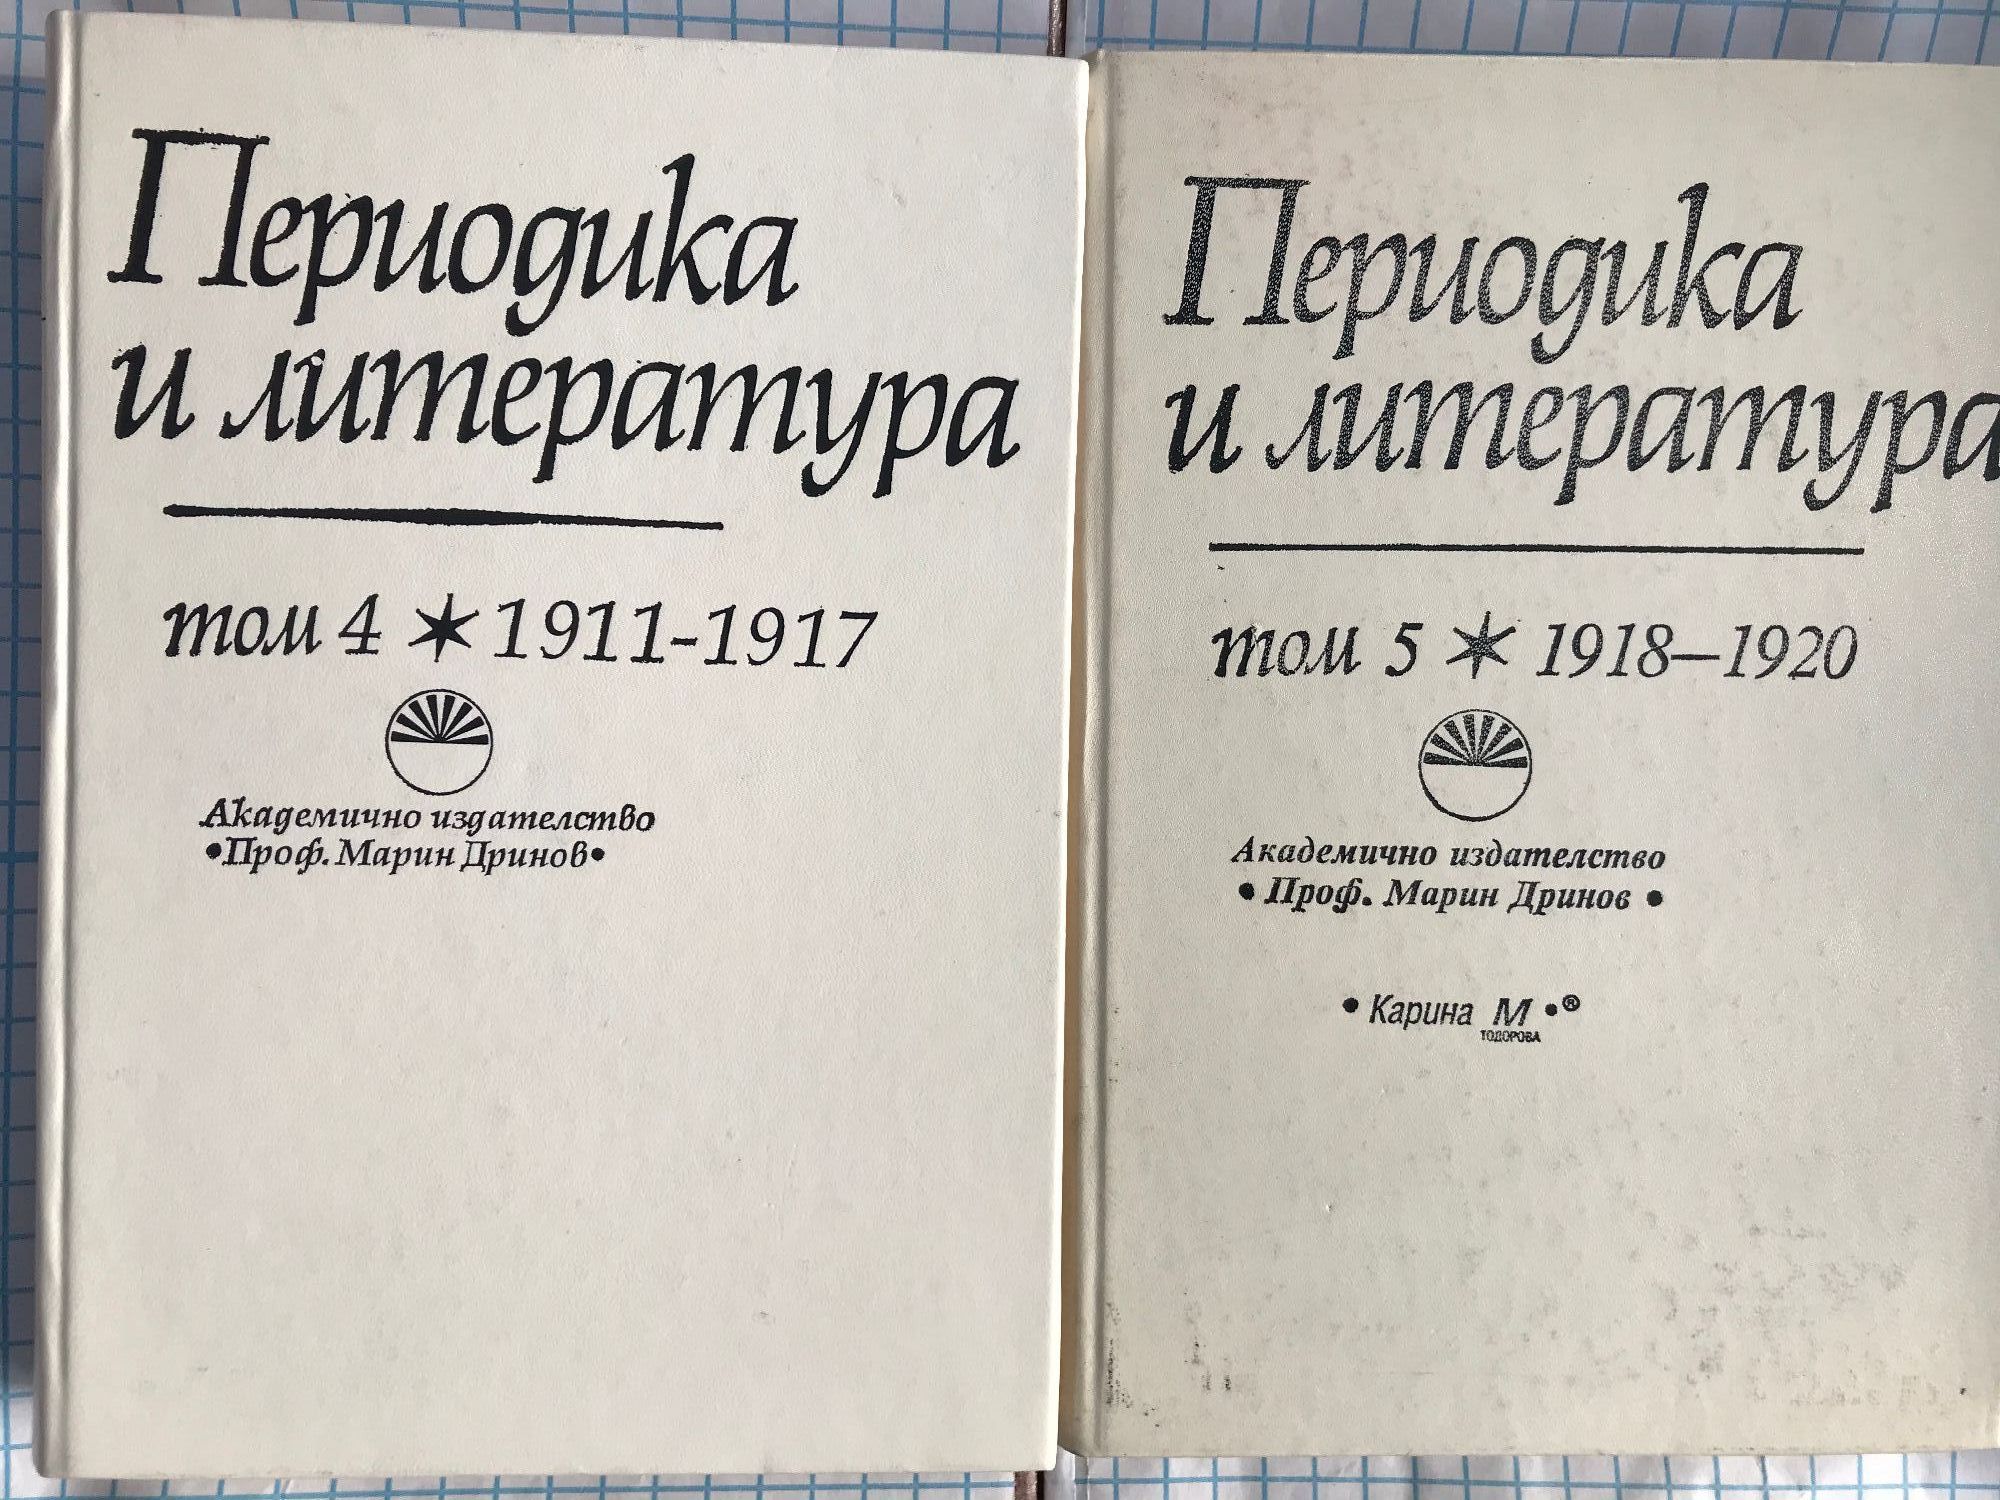 Периодика
и литература
том 4 * 1911-1917
Академично издателство
•Проф. Марин Дринов•
Периодика
и литература
том 5 * 1918–1920
Академично издателство
• Проф. Марин Дринов •
• Карина М •®
ТОДОРОВА